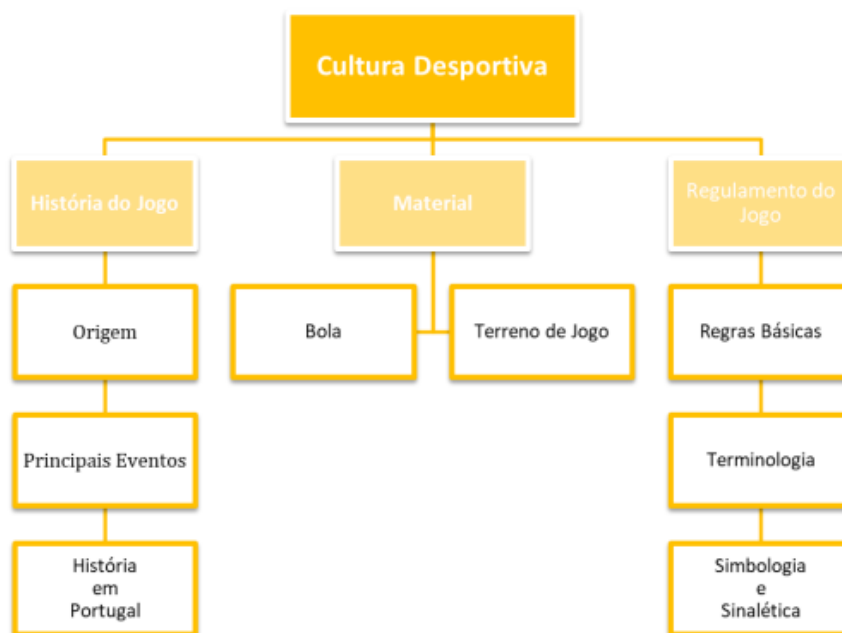 Cultura Desportiva
História do Jogo
Material
Regulamento do
Jogo
Origem
Bola
Terreno de Jogo
Regras Básicas
Principais Eventos
Terminologia
História
em
Portugal
Simbologia
e
Sinalética